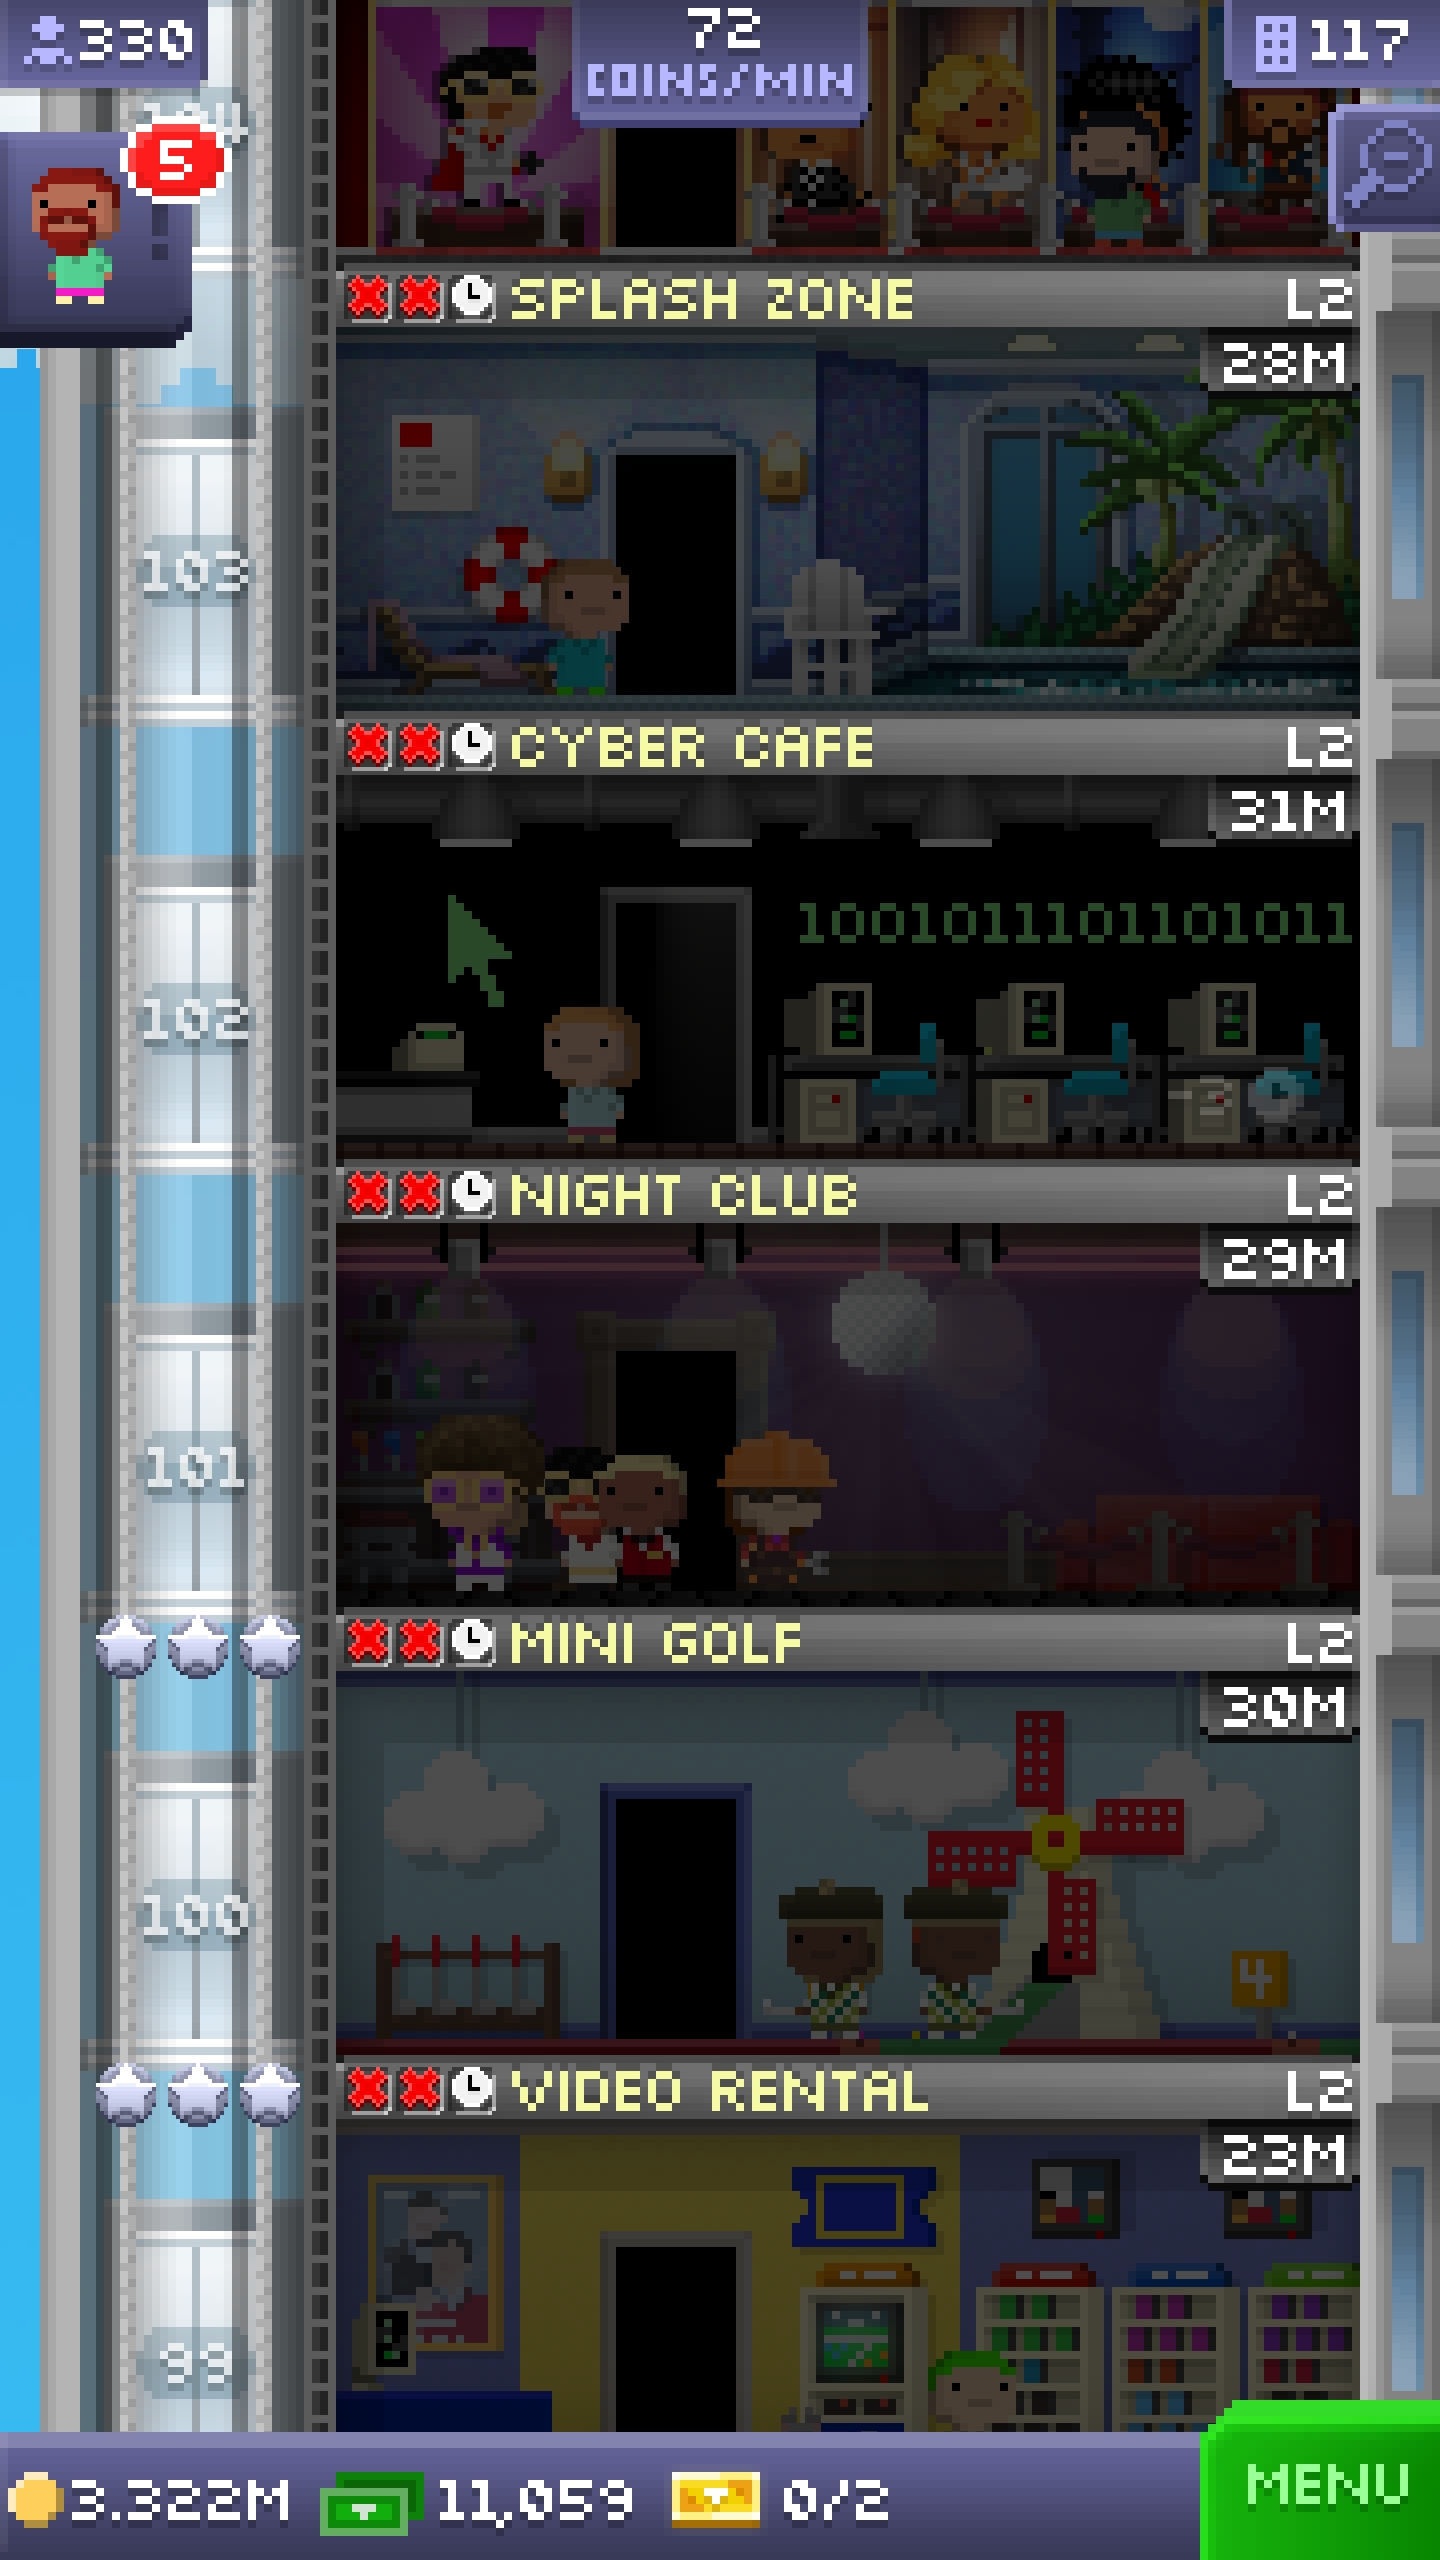 330
72
COINS/MIN
117
5
SPLASH ZONE L2
28M
103
CYBER CAFE L2
31M
1001011101101011
102
NIGHT CLUB L2
29M
101
MINI GOLF L2
30M
100
4
VIDEO RENTAL L2
23M
99
3.322M 11,059 0/2
MENU